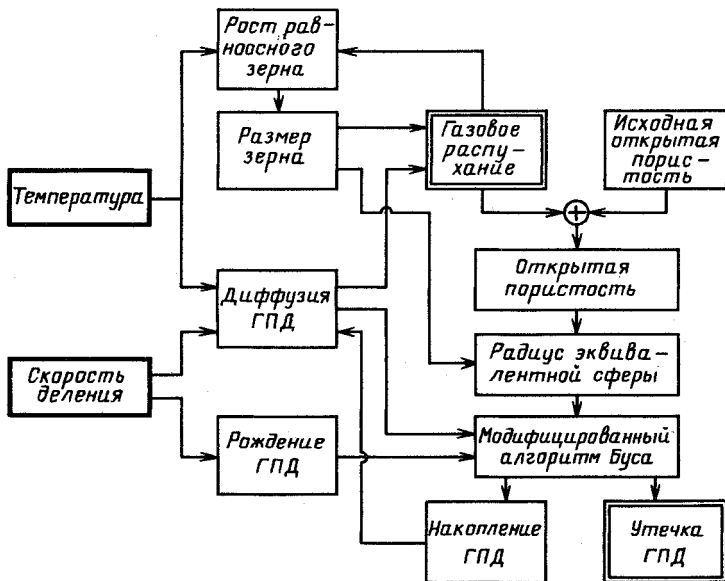 Рост рав-
ноосного
зерна
Размер
зерна
Газовое
распу-
хание
Исходная
открытая
порис-
тость
Температура
+
Открытая
пористость
Диффузия
ГПД
Скорость
деления
Радиус эквива-
лентной сферы
Рождение
ГПД
Модифицированный
алгоритм Буса
Накопление
ГПД
Утечка
ГПД